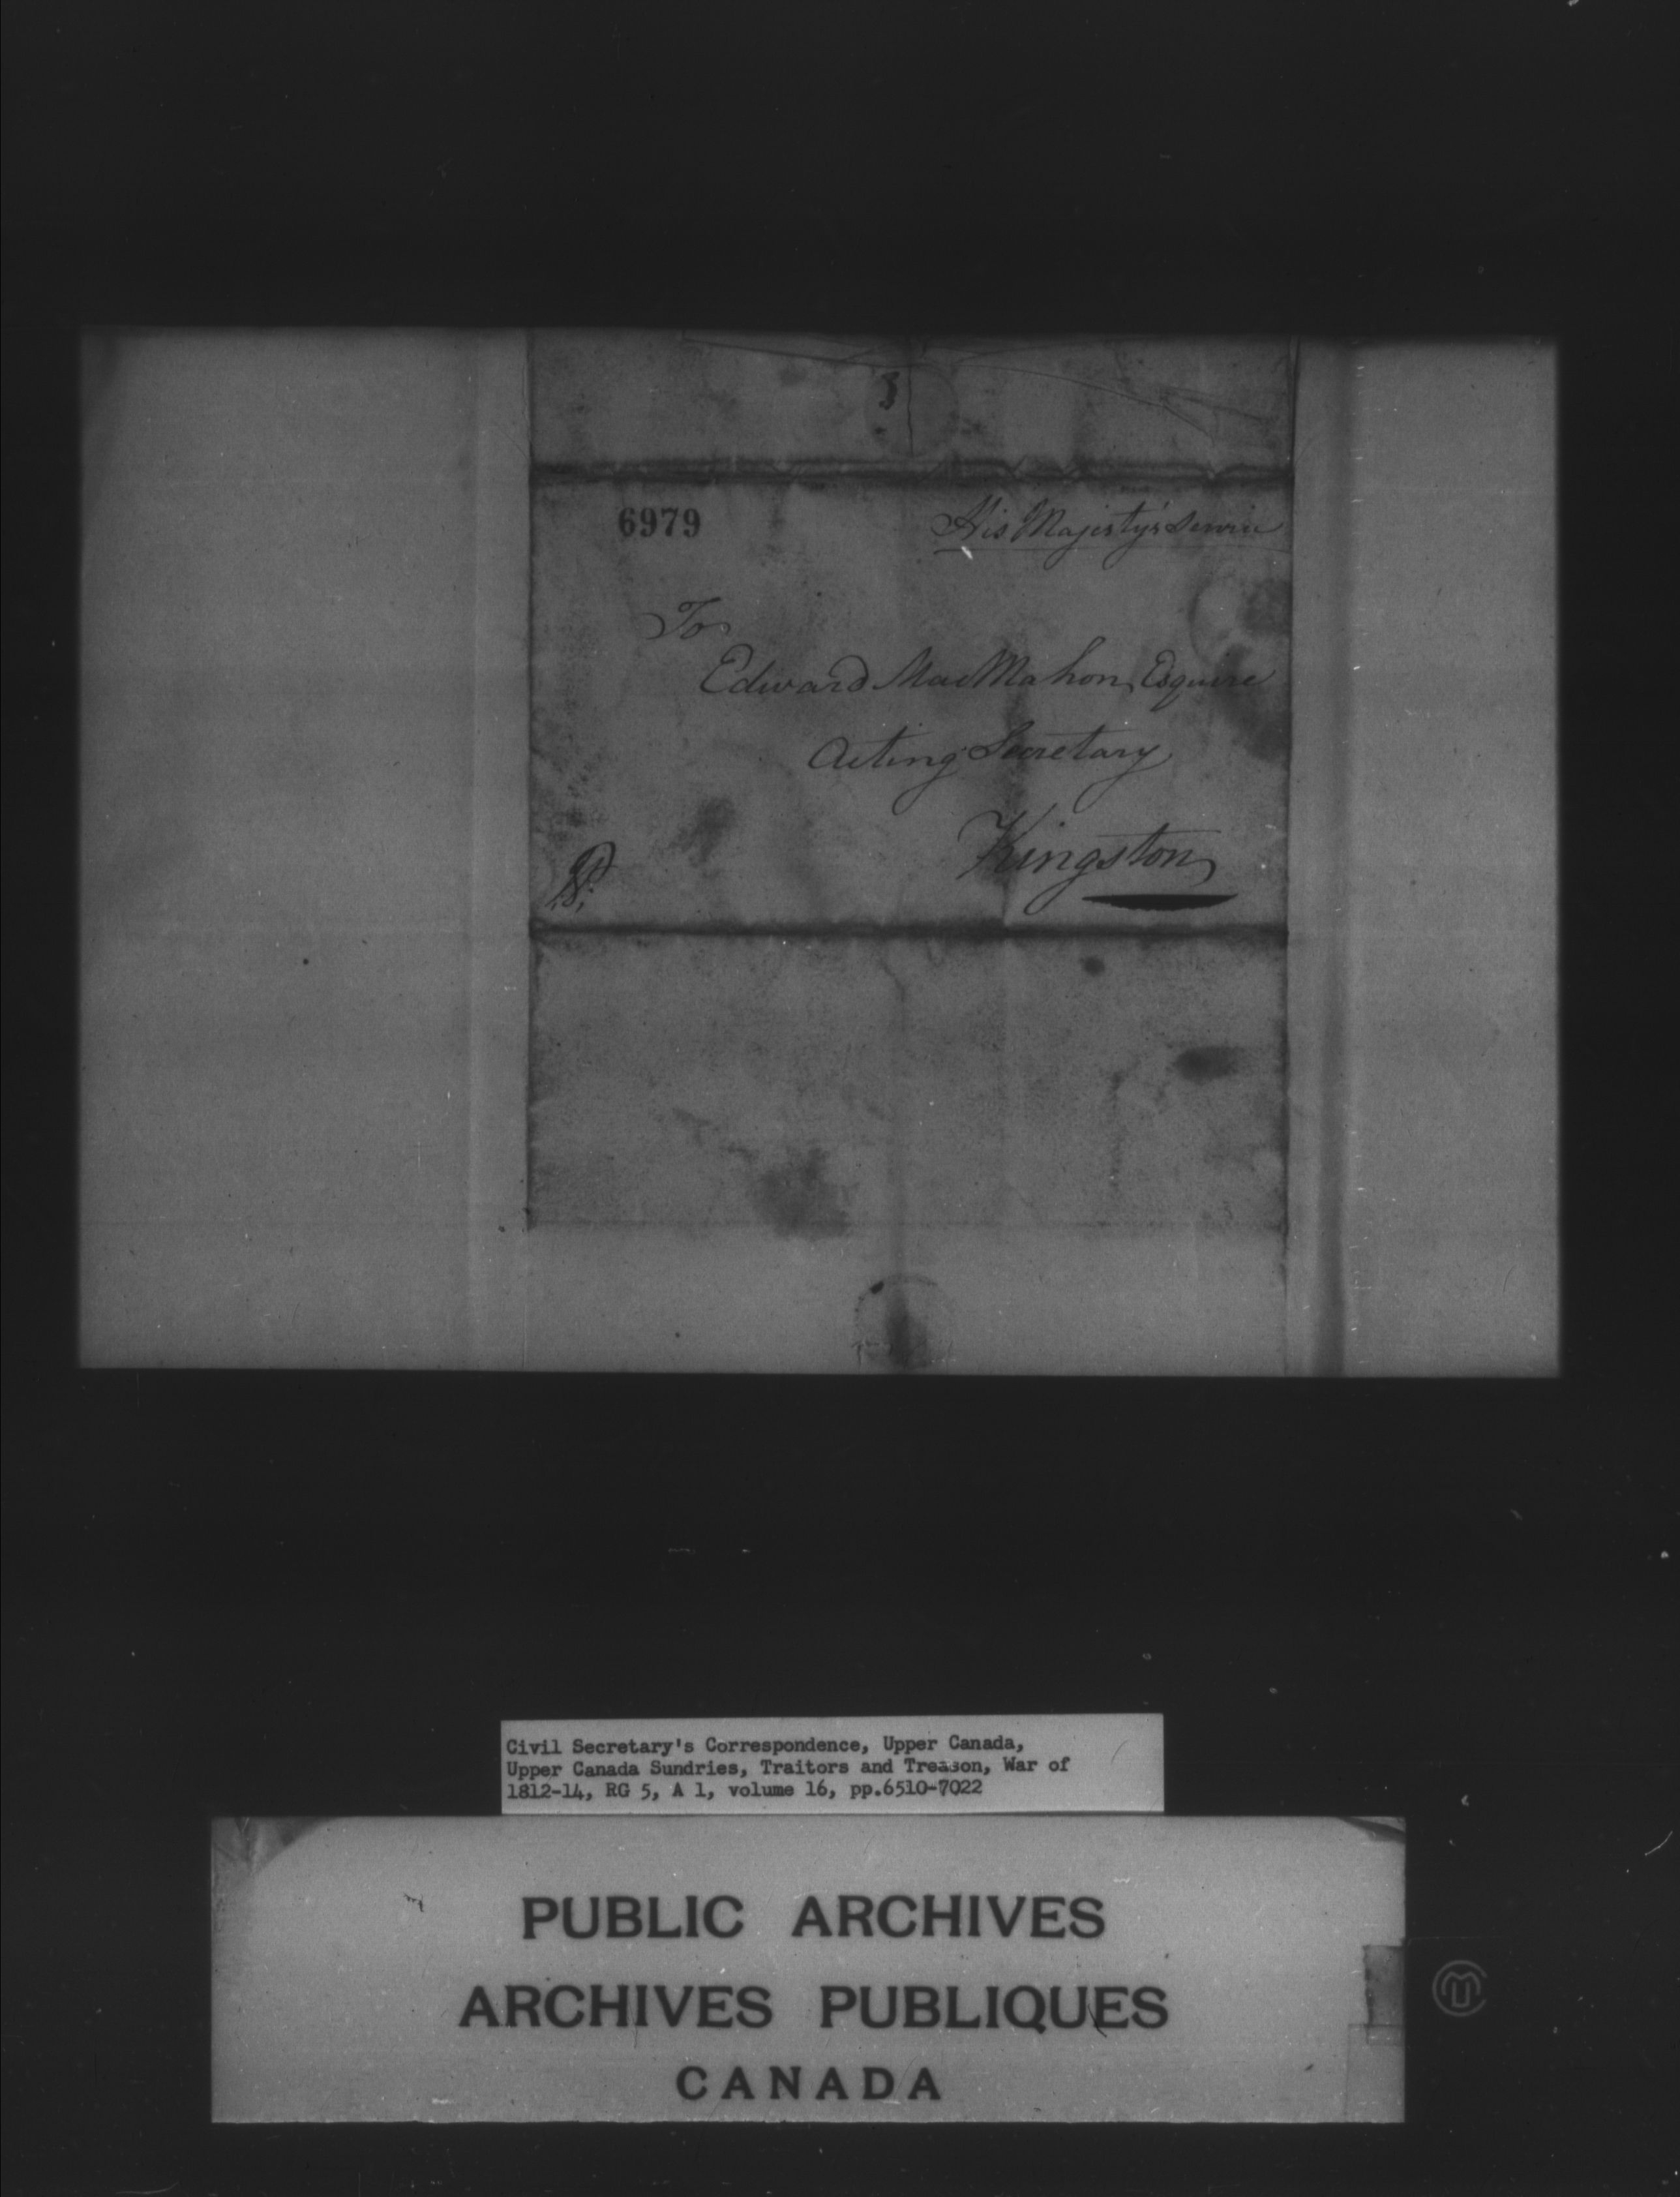 6979
His Majesty's Service
To
Edward MacMahon Esquire
Acting Secretary
Kingston
Civil Secretary's Correspondence, Upper Canada,
Upper Canada Sundries, Traitors and Treason, War of
1812-14, RG 5, A 1, volume 16, pp.6510-7022
PUBLIC ARCHIVES
ARCHIVES PUBLIQUES
CANADA